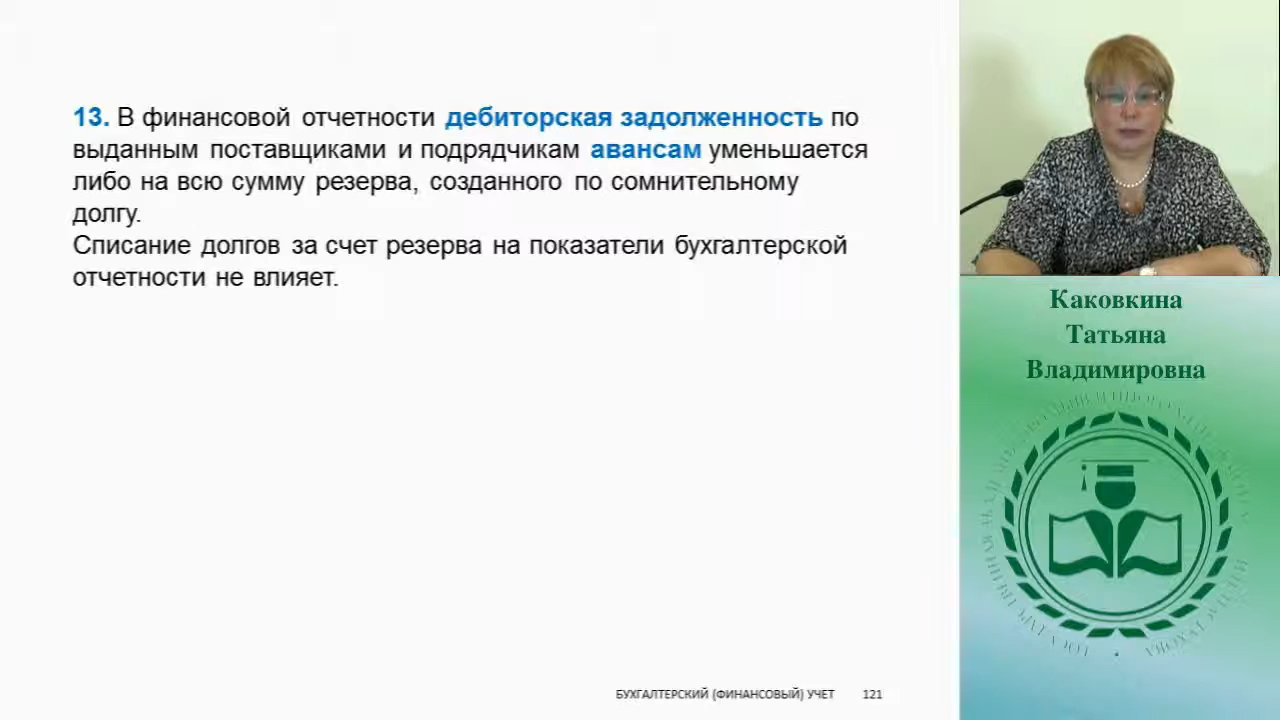 13. В финансовой отчетности дебиторская задолженность по
выданным поставщиками и подрядчикам авансам уменьшается
либо на всю сумму резерва, созданного по сомнительному
долгу.
Списание долгов за счет резерва на показатели бухгалтерской
отчетности не влияет.
БУХГАЛТЕРСКИЙ (ФИНАНСОВЫЙ) УЧЕТ 121
Каковкина
Татьяна
Владимировна